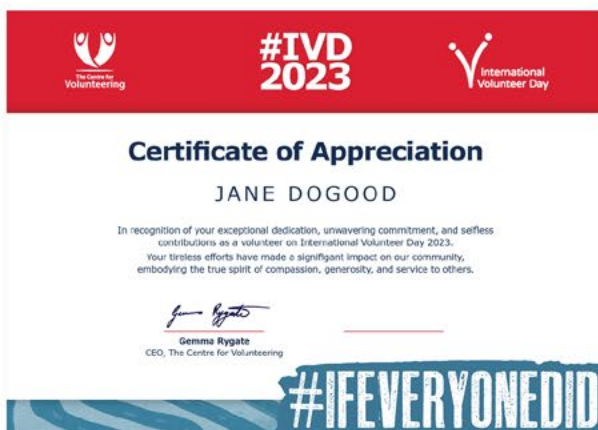 The Centre for
Volunteering
#IVD
2023
International
Volunteer Day
Certificate of Appreciation
JANE DOGOOD
In recognition of your exceptional dedication, unwavering commitment, and selfless
contributions as a volunteer on International Volunteer Day 2023.
Your tireless efforts have made a signifigant impact on our community,
embodying the true spirit of compassion, generosity, and service to others.
Gemma Rygate
Gemma Rygate
CEO, The Centre for Volunteering
#IFEVERYONEDID